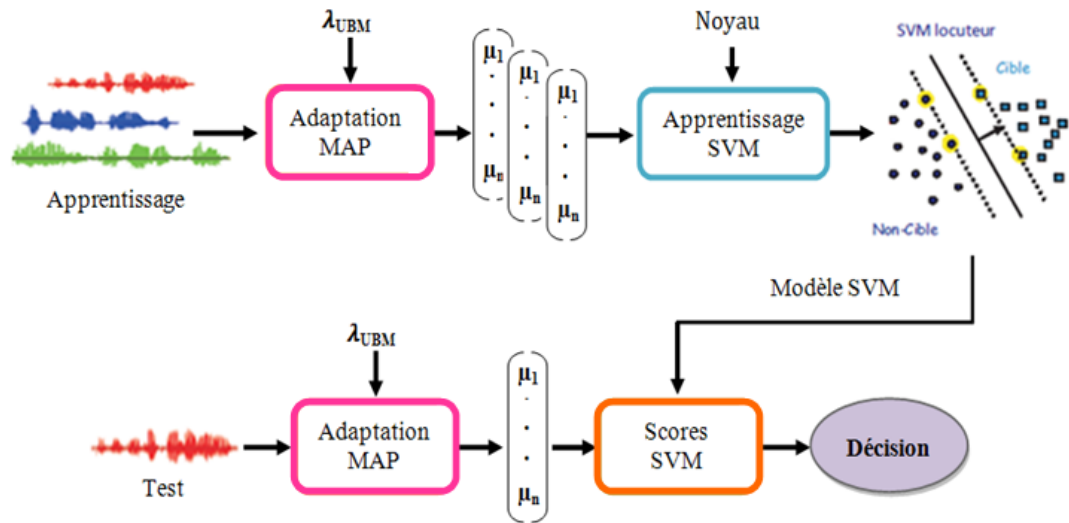 λUBM
Noyau
SVM locuteur
Cible
Adaptation
MAP
μ1
.
.
.
μn
μ1
.
.
.
μn
μ1
.
.
.
μn
Apprentissage
SVM
Apprentissage
Non-Cible
Modèle SVM
λUBM
Adaptation
MAP
μ1
.
.
.
μn
Scores
SVM
Décision
Test